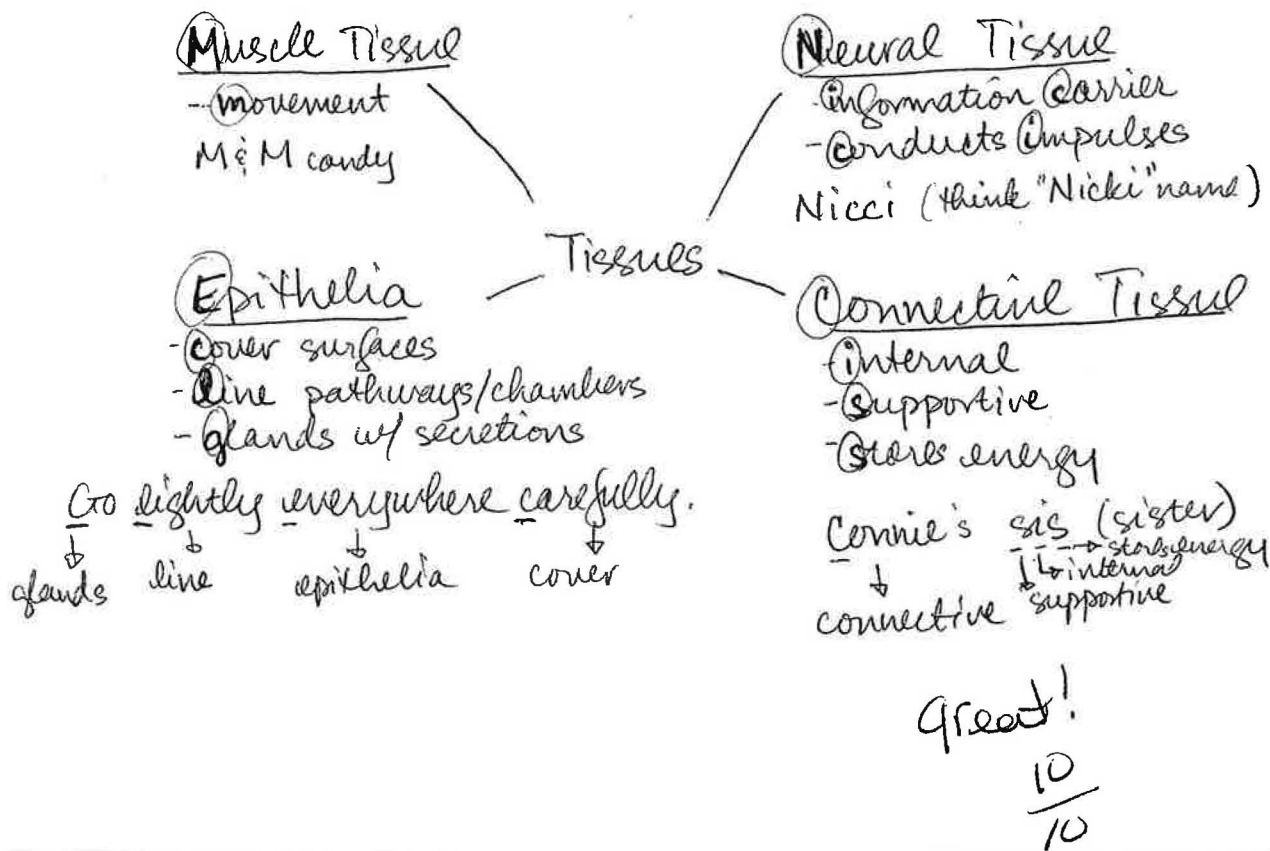 Muscle Tissue
- movement
M & M candy
Neural Tissue
- information carrier
- conducts impulses
Nicci (think "Nicki" name)
Tissues
Epithelia
- cover surfaces
- line pathways/chambers
- glands w/ secretions
Go lightly everywhere carefully.
glands line epithelia cover
Connective Tissue
- internal
- supportive
- stores energy
Connie's sis (sister)
stores energy
internal
connective supportive
Great!
10
10